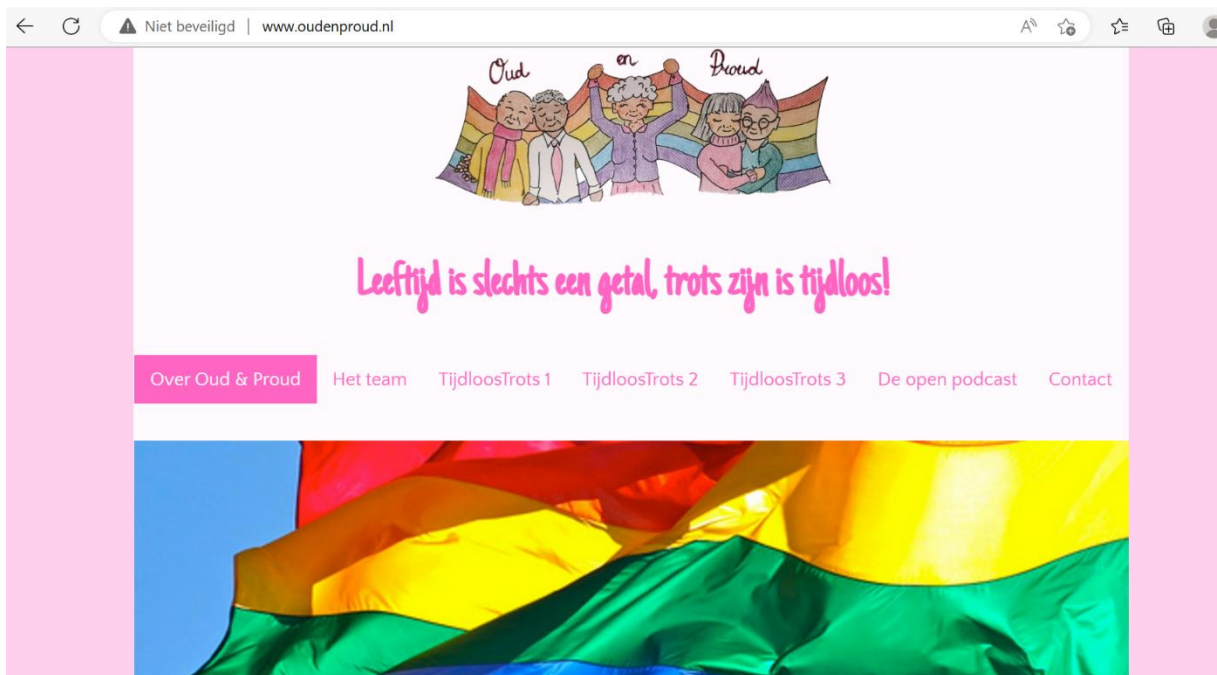 Niet beveiligd | www.oudenproud.nl
Oud en Proud
Leeftijd is slechts een getal, trots zijn is tijdloos!
Over Oud & Proud Het team TijdloosTrots 1 TijdloosTrots 2 TijdloosTrots 3 De open podcast Contact